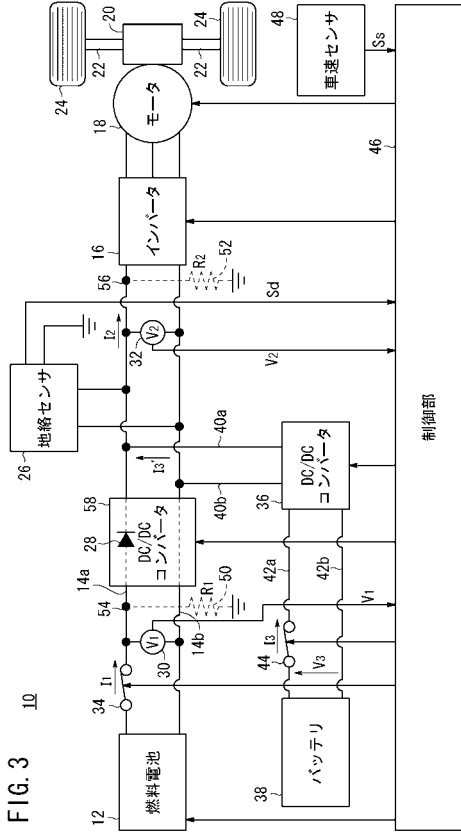 FIG. 3
10
20
24
22
22
24
48
車速センサ
Ss
18
モータ
46
16
インバータ
56
R2
52
Sd
I2
V2
32
V2
地絡センサ
26
I3'
40a
40b
58
28
DC/DC
コンバータ
DC/DC
コンバータ
36
14a
14b
54
R1
50
42a
42b
V1
30
V1
I1
34
I3
44
V3
12
燃料電池
38
バッテリ
制御部